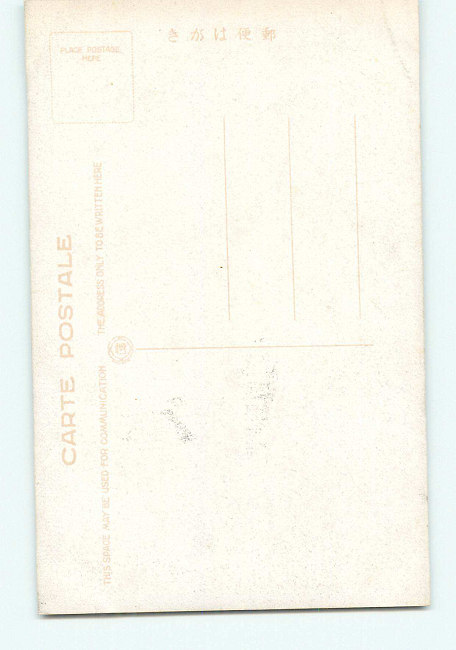 郵便はがき
PLACE POSTAGE
HERE
CARTE POSTALE
THIS SPACE MAY BE USED FOR COMMUNICATION
THE ADDRESS ONLY TO BE WRITTEN HERE